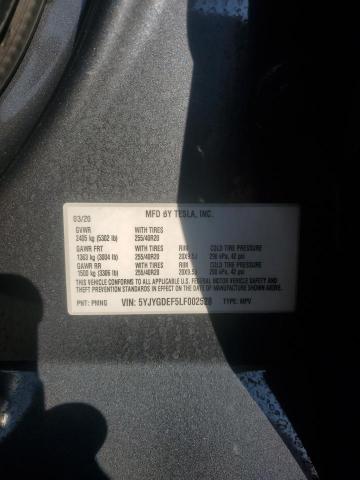 03/20 MFD BY TESLA, INC.
GVWR WITH TIRES
2405 kg (5302 lb) 255/40R20
GAWR FRT WITH TIRES RIM COLD TIRE PRESSURE
1363 kg (3004 lb) 255/40R20 20X9.5J 290 kPa, 42 psi
GAWR RR WITH TIRES RIM COLD TIRE PRESSURE
1500 kg (3306 lb) 255/40R20 20X9.5J 290 kPa, 42 psi
THIS VEHICLE CONFORMS TO ALL APPLICABLE U.S. FEDERAL MOTOR VEHICLE SAFETY AND
THEFT PREVENTION STANDARDS IN EFFECT ON THE DATE OF MANUFACTURE
SHOWN ABOVE.
PNT: PMNG VIN: 5YJYGDEF5LF002528 TYPE: MPV